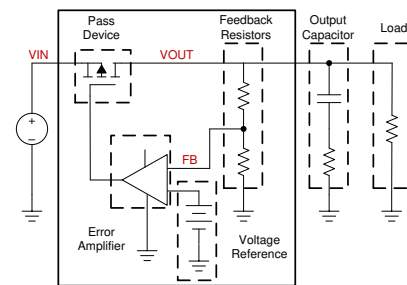 Pass
Device
Feedback
Resistors
Output
Capacitor
Load
VIN
VOUT
+
−
FB
Error
Amplifier
Voltage
Reference